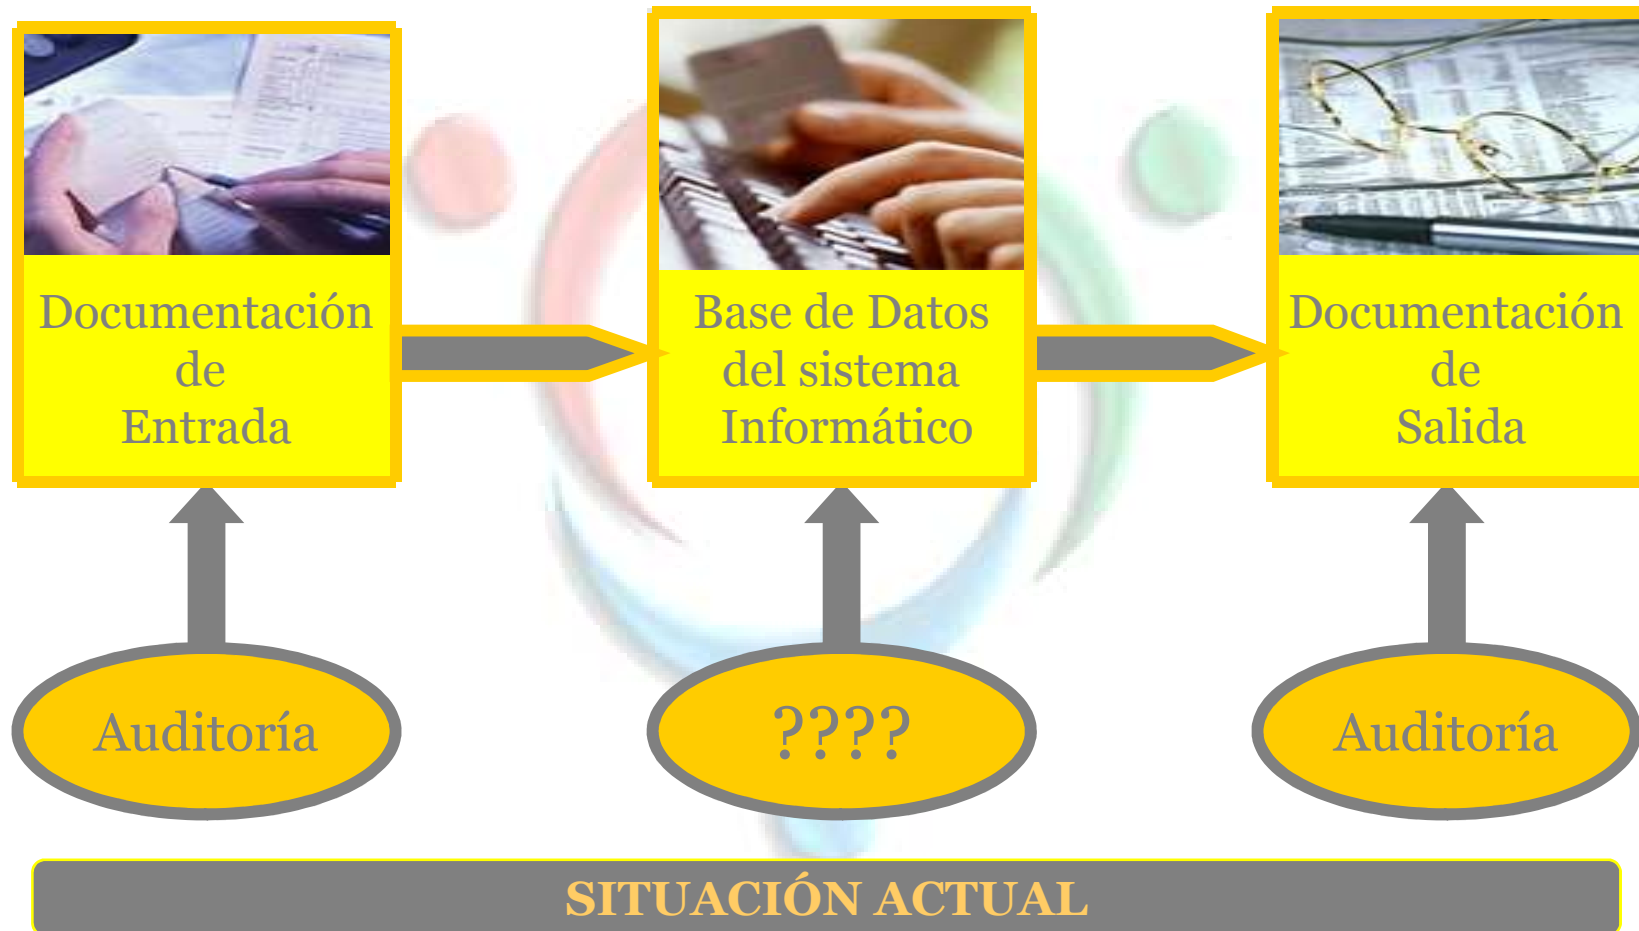 Documentación
de
Entrada
Base de Datos
del sistema
Informático
Documentación
de
Salida
Auditoría
????
Auditoría
SITUACIÓN ACTUAL